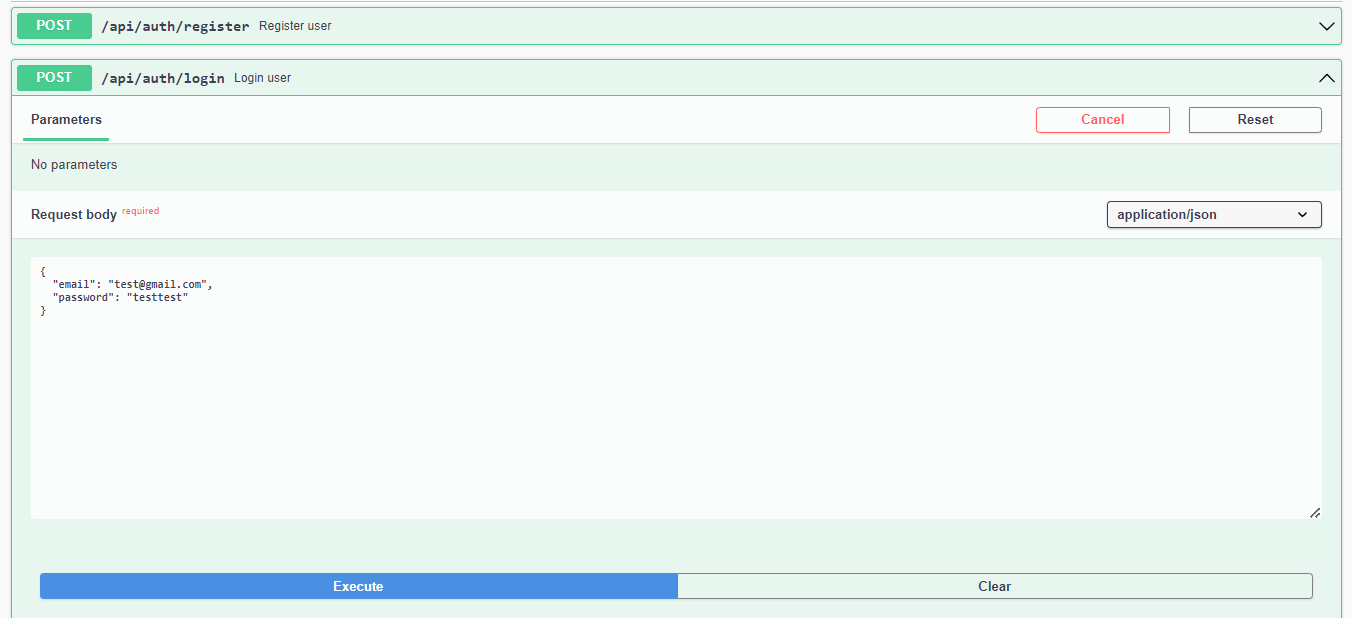 POST /api/auth/register Register user
POST /api/auth/login Login user
Parameters Cancel Reset
No parameters
Request body required application/json
{
  "email": "test@gmail.com",
  "password": "testtest"
}
Execute Clear